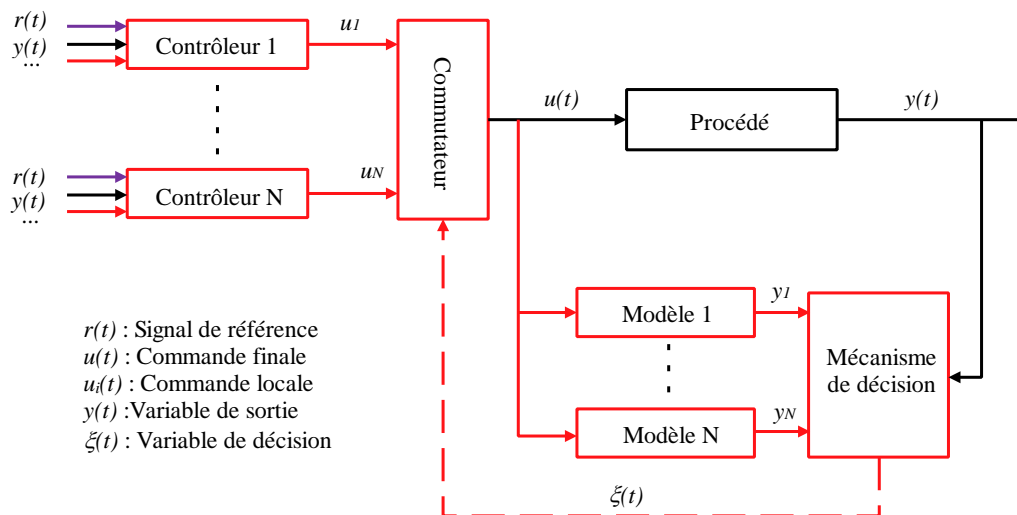 r(t)
y(t)
...
Contrôleur 1
u1
Commutateur
u(t)
Procédé
y(t)
r(t)
y(t)
...
Contrôleur N
uN
Modèle 1
y1
Mécanisme
de décision
Modèle N
yN
r(t) : Signal de référence
u(t) : Commande finale
ui(t) : Commande locale
y(t) :Variable de sortie
ξ(t) : Variable de décision
ξ(t)